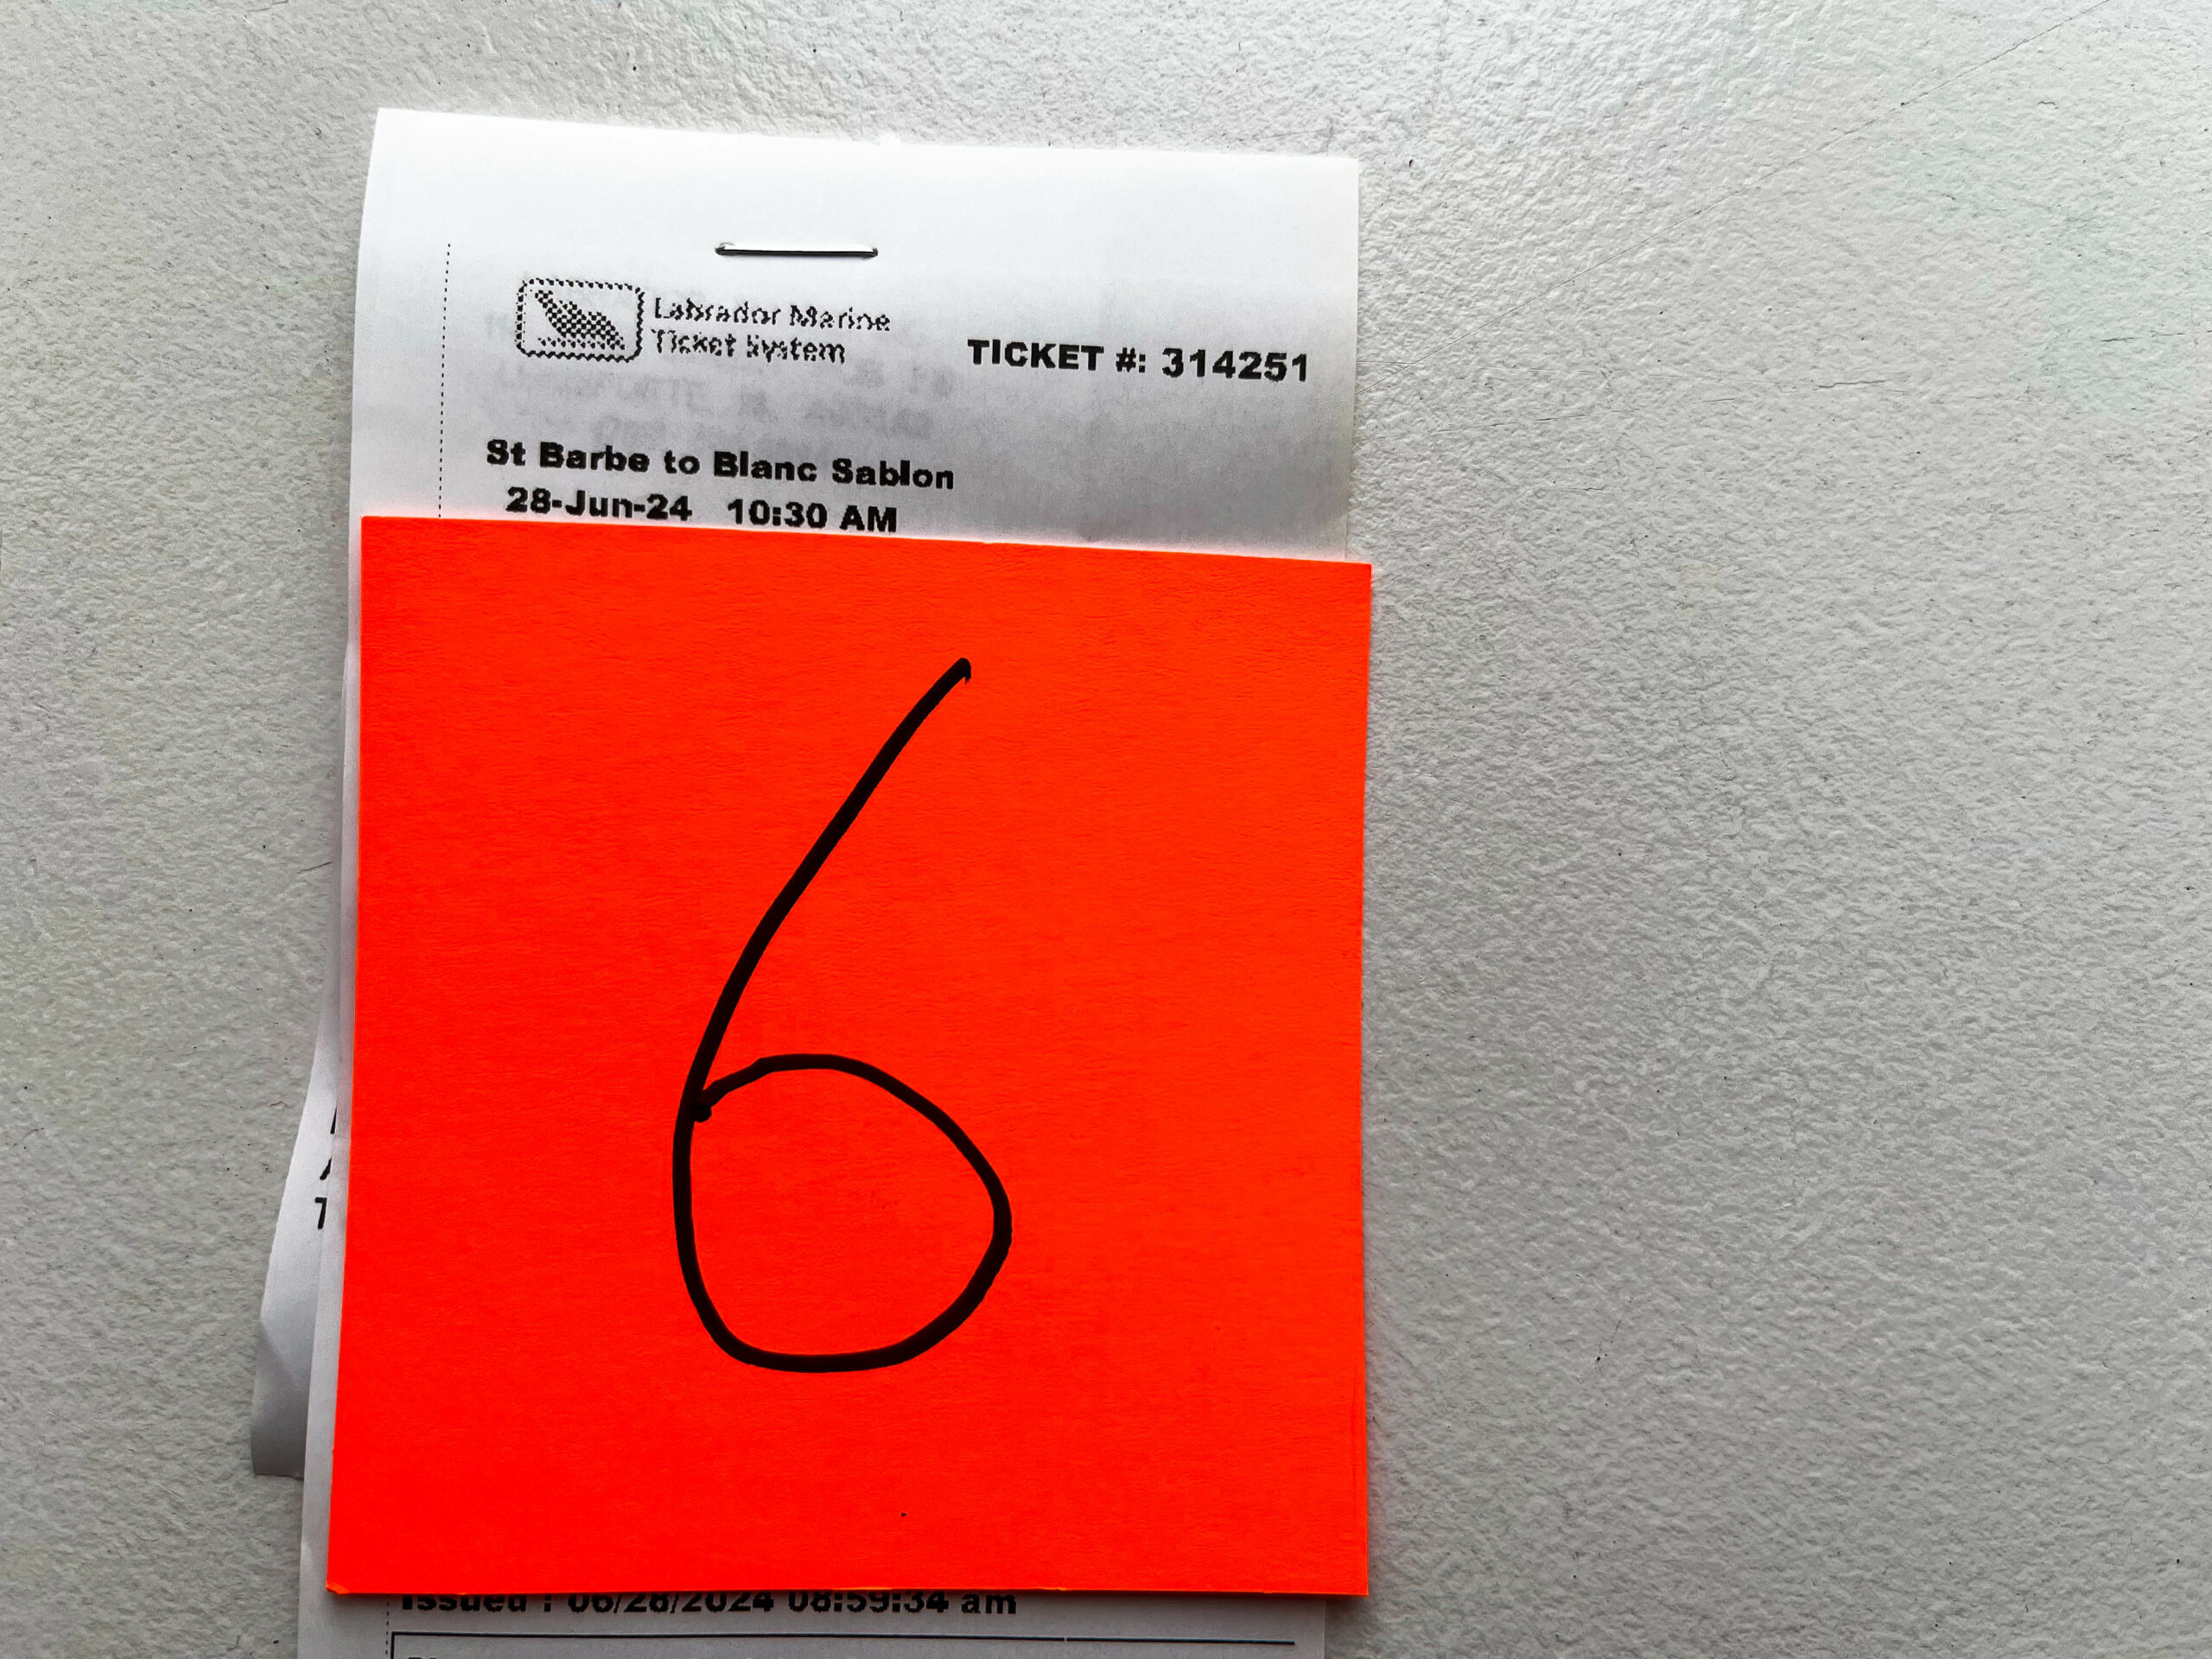 Labrador Marine
Ticket System
TICKET #: 314251
St Barbe to Blanc Sablon
28-Jun-24 10:30 AM
6
Issued : 06/28/2024 08:59:34 am